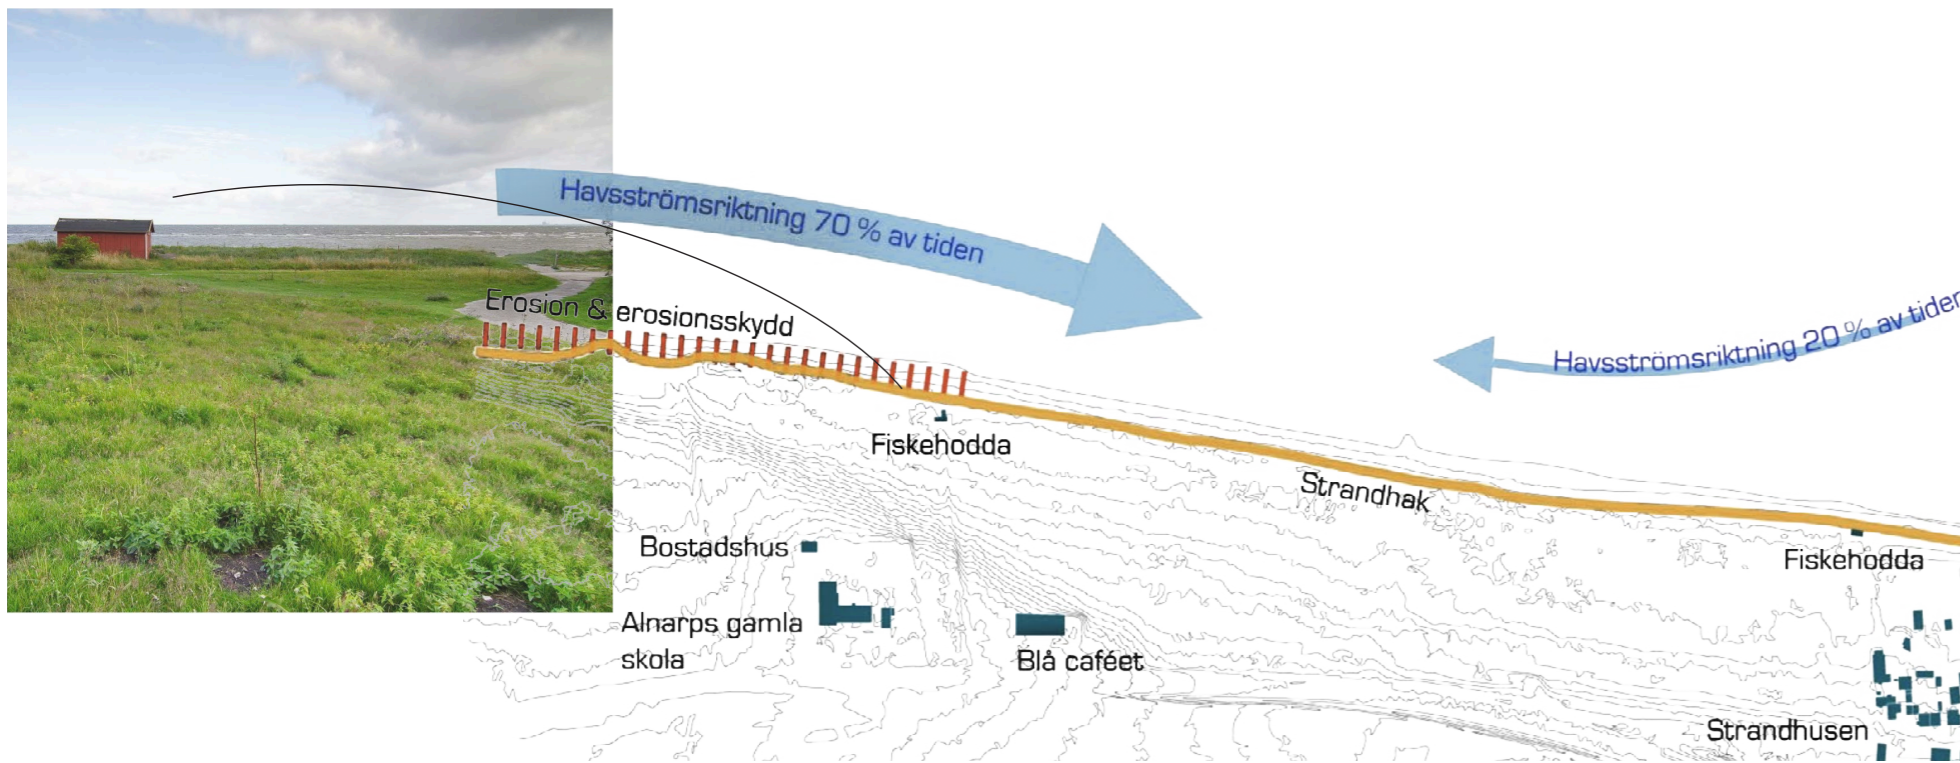 Havsströmsriktning 70 % av tiden
Erosion & erosionsskydd
Havsströmsriktning 20 % av tiden
Fiskehodda
Strandhak
Fiskehodda
Bostadshus
Alnarps gamla
skola
Blå caféet
Strandhusen